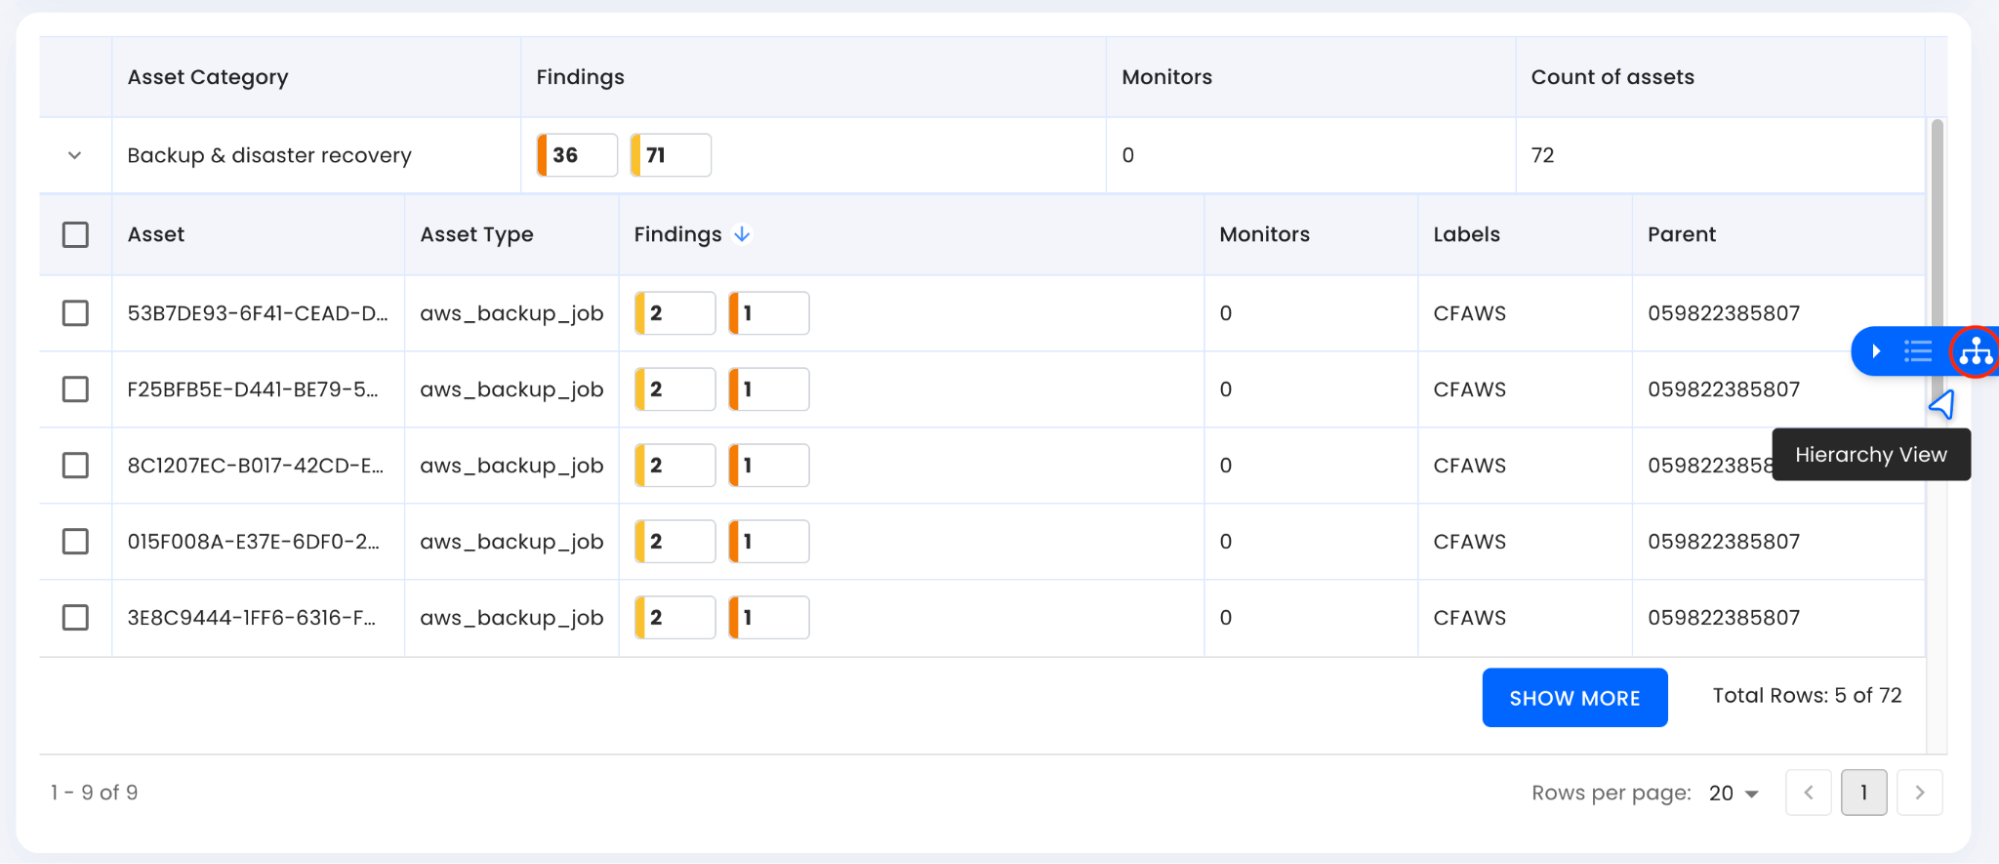 Asset Category Findings Monitors Count of assets
Backup & disaster recovery 36 71 0 72
Asset Asset Type Findings Monitors Labels Parent
53B7DE93-6F41-CEAD-D... aws_backup_job 2 1 0 CFAWS 059822385807
F25BFB5E-D441-BE79-5... aws_backup_job 2 1 0 CFAWS 059822385807
8C1207EC-B017-42CD-E... aws_backup_job 2 1 0 CFAWS 0598223858
Hierarchy View
015F008A-E37E-6DF0-2... aws_backup_job 2 1 0 CFAWS 059822385807
3E8C9444-1FF6-6316-F... aws_backup_job 2 1 0 CFAWS 059822385807
SHOW MORE Total Rows: 5 of 72
1 - 9 of 9 Rows per page: 20 1